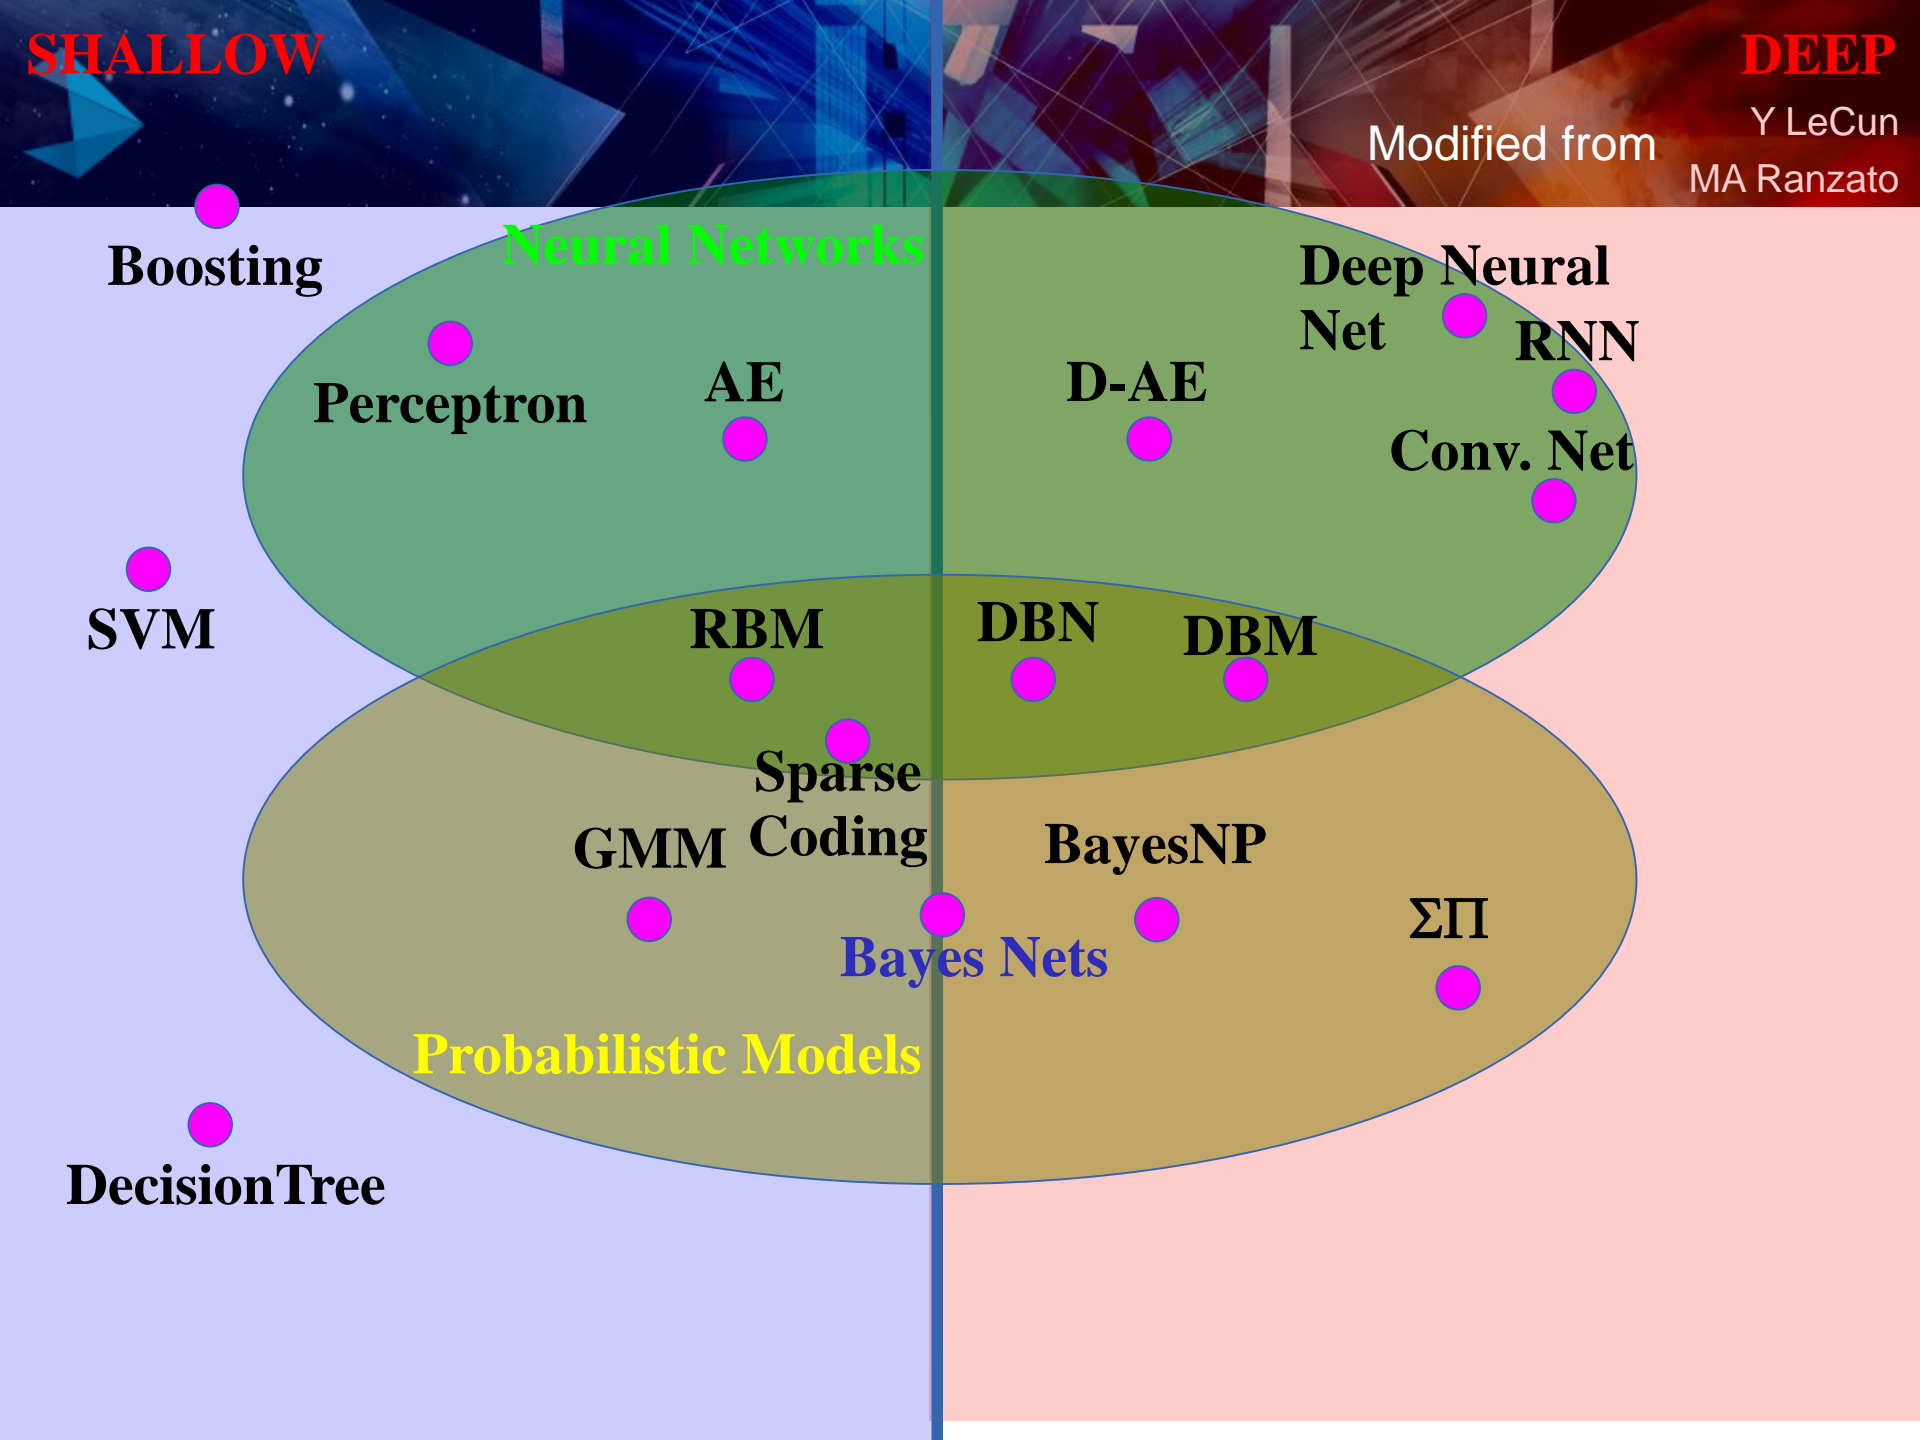 SHALLOW
DEEP
Modified from
Y LeCun
MA Ranzato
Neural Networks
Boosting
Deep Neural
Net
RNN
Perceptron
AE
D-AE
Conv. Net
SVM
RBM
DBN
DBM
Sparse
Coding
GMM
BayesNP
ΣΠ
Bayes Nets
Probabilistic Models
DecisionTree